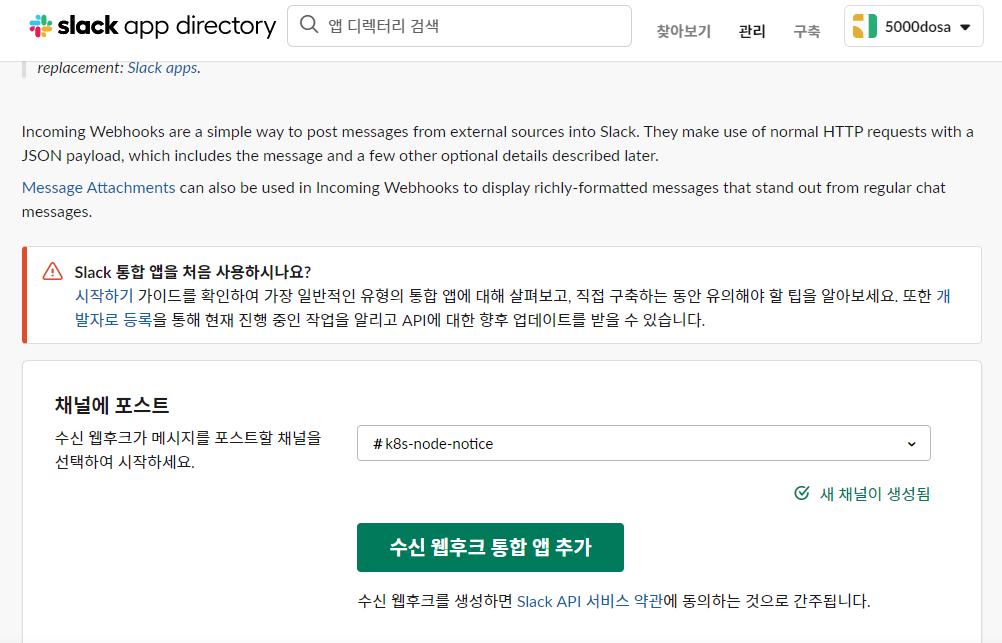 slack app directory
앱 디렉터리 검색
찾아보기
관리
구축
5000dosa
replacement: Slack apps.
Incoming Webhooks are a simple way to post messages from external sources into Slack. They make use of normal HTTP requests with a
JSON payload, which includes the message and a few other optional details described later.
Message Attachments can also be used in Incoming Webhooks to display richly-formatted messages that stand out from regular chat
messages.
Slack 통합 앱을 처음 사용하시나요?
시작하기 가이드를 확인하여 가장 일반적인 유형의 통합 앱에 대해 살펴보고, 직접 구축하는 동안 유의해야 할 팁을 알아보세요. 또한 개
발자로 등록을 통해 현재 진행 중인 작업을 알리고 API에 대한 향후 업데이트를 받을 수 있습니다.
채널에 포스트
수신 웹후크가 메시지를 포스트할 채널을
선택하여 시작하세요.
# k8s-node-notice
새 채널이 생성됨
수신 웹후크 통합 앱 추가
수신 웹후크를 생성하면 Slack API 서비스 약관에 동의하는 것으로 간주됩니다.